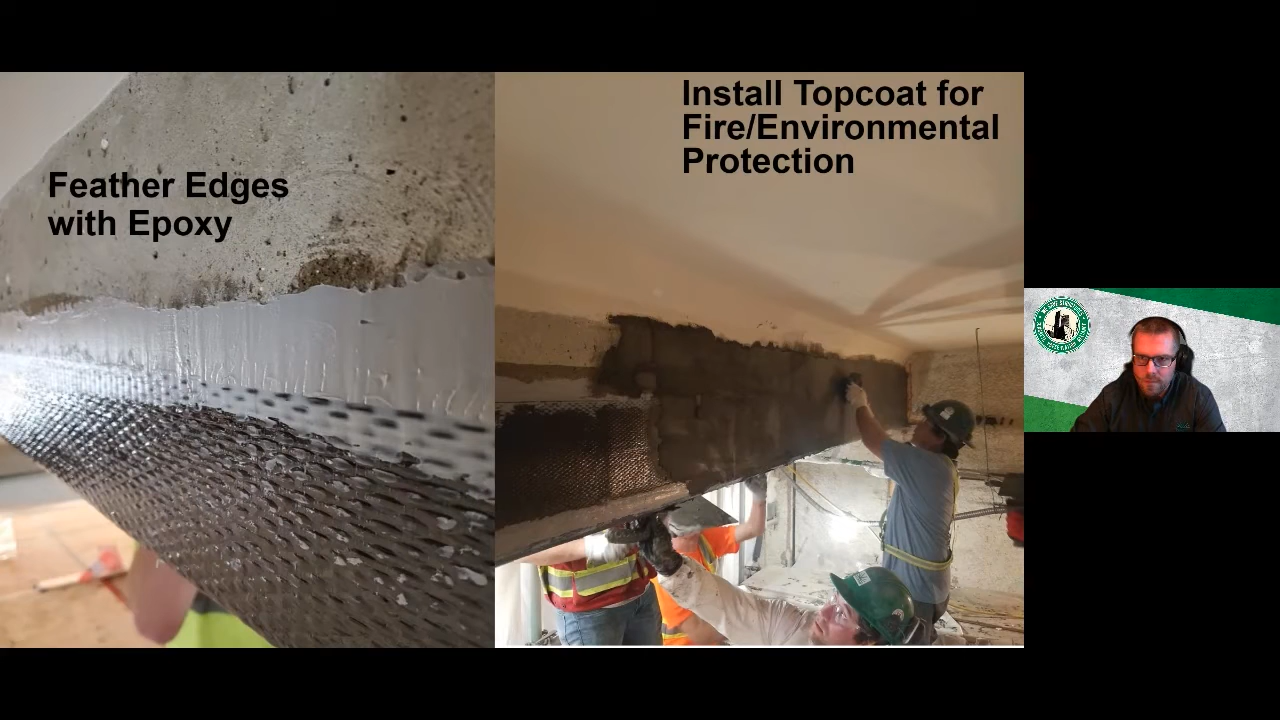 Feather Edges
with Epoxy
Install Topcoat for
Fire/Environmental
Protection